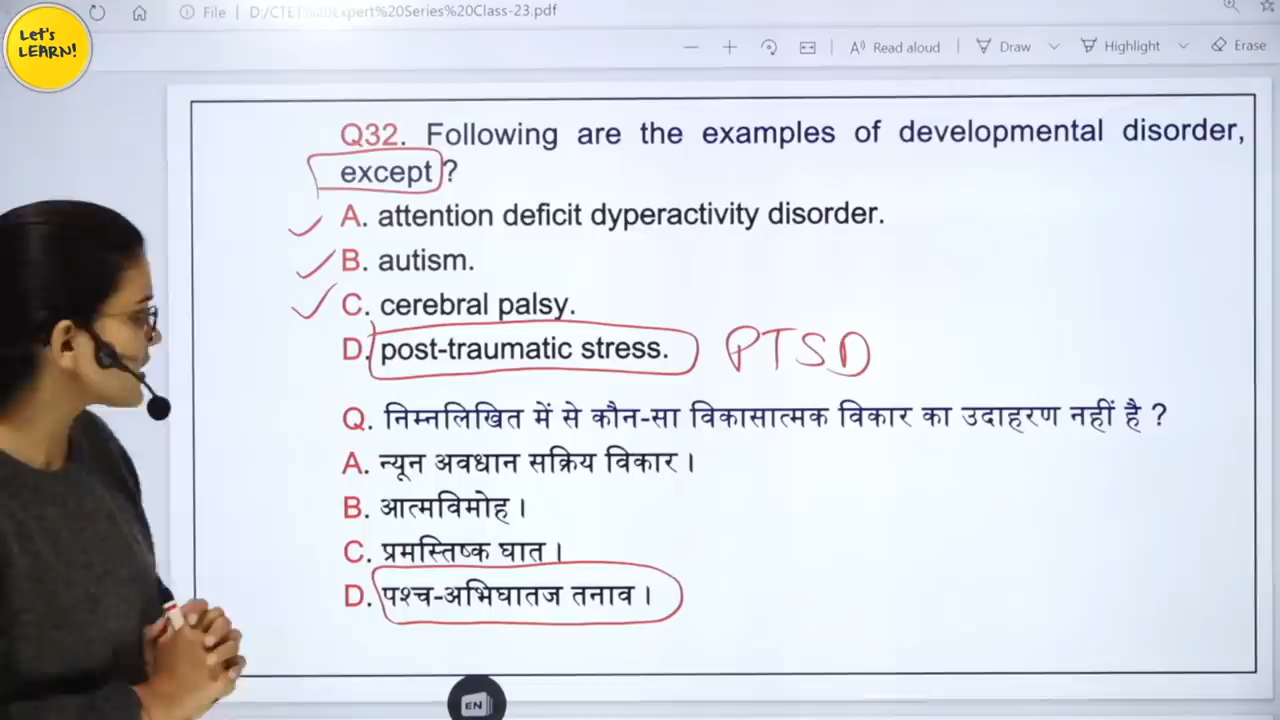 Let's
LEARN!
File | D:/CTET%20Expert%20Series%20Class-23.pdf
Read aloud
Draw
Highlight
Erase
Q32. Following are the examples of developmental disorder,
except ?
A. attention deficit dyperactivity disorder.
B. autism.
C. cerebral palsy.
D. post-traumatic stress. PTSD
Q. निम्नलिखित में से कौन-सा विकासात्मक विकार का उदाहरण नहीं है ?
A. न्यून अवधान सक्रिय विकार ।
B. आत्मविमोह ।
C. प्रमस्तिष्क घात ।
D. पश्च-अभिघातज तनाव ।
EN